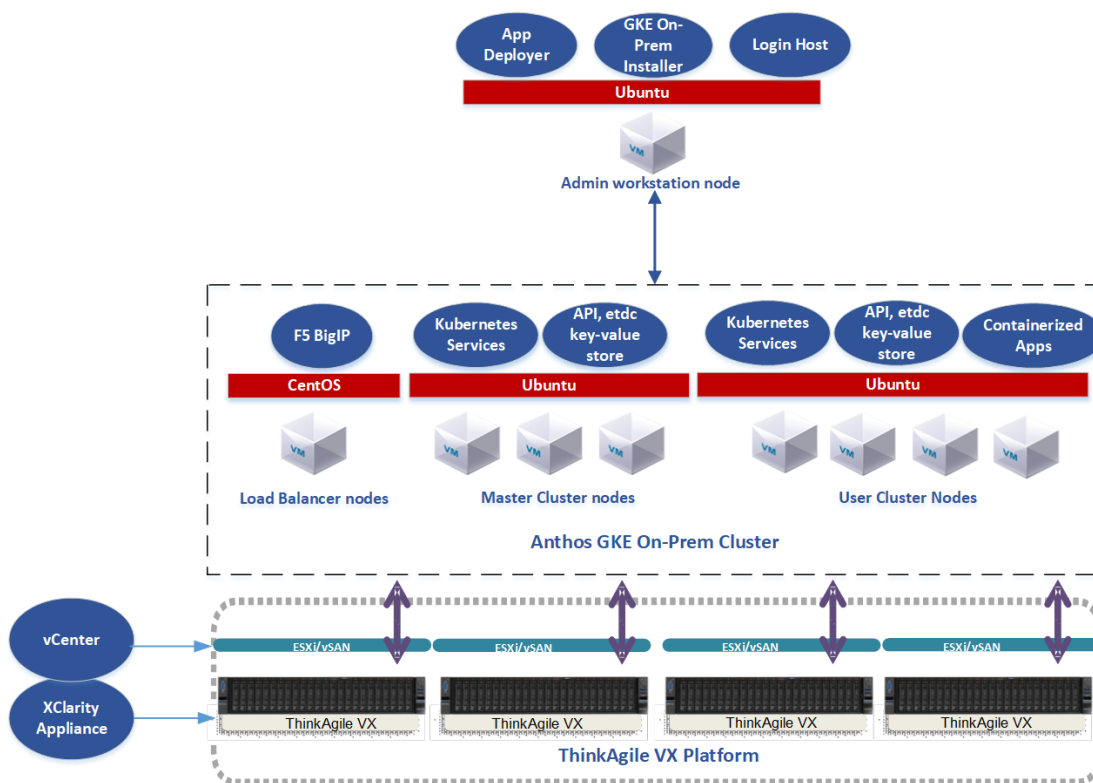 App
Deployer
GKE On-
Prem
Installer
Login Host
Ubuntu
VM
Admin workstation node
F5 BigIP
Kubernetes
Services
API, etdc
key-value
store
Kubernetes
Services
API, etdc
key-value
store
Containerized
Apps
CentOS
Ubuntu
Ubuntu
VM
VM
VM
VM
VM
VM
VM
VM
Load Balancer nodes
Master Cluster nodes
User Cluster Nodes
Anthos GKE On-Prem Cluster
vCenter
ESXi/vSAN
ESXi/vSAN
ESXi/vSAN
ESXi/vSAN
XClarity
Appliance
ThinkAgile VX
ThinkAgile VX
ThinkAgile VX
ThinkAgile VX
ThinkAgile VX Platform